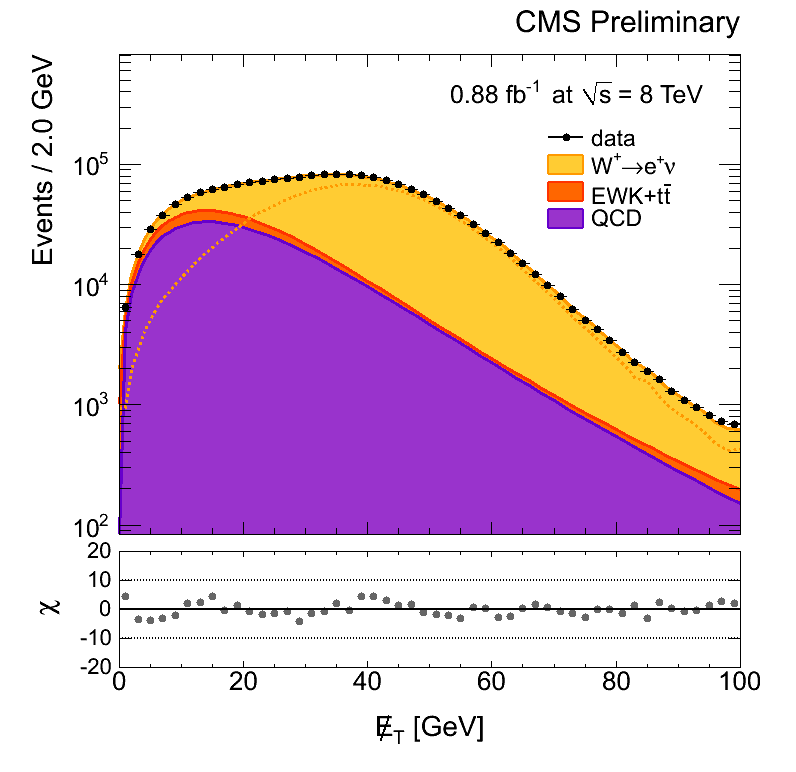 CMS Preliminary
Events / 2.0 GeV
0.88 fb⁻¹ at √s = 8 TeV
data
W⁺→e⁺ν
EWK+tt̄
QCD
10⁵
10⁴
10³
10²
χ
20
10
0
-10
-20
0 20 40 60 80 100
E̸_T [GeV]